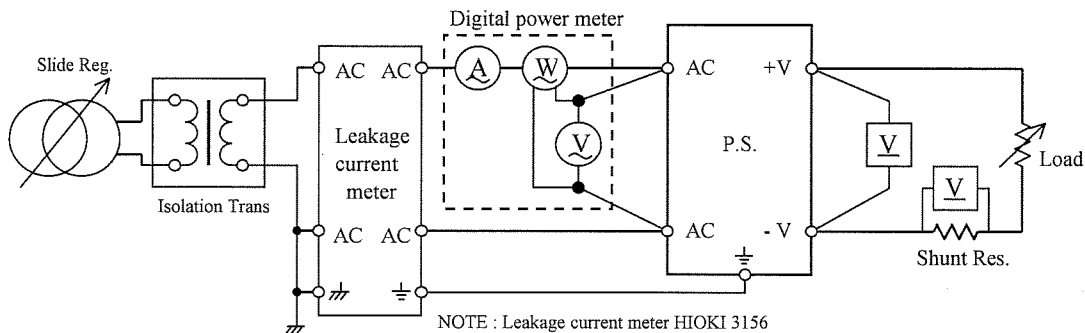 Digital power meter
Slide Reg.
Isolation Trans
AC AC
Leakage
current
meter
AC AC
A
W
V
AC +V
P.S.
AC - V
V
V
Load
Shunt Res.
NOTE : Leakage current meter HIOKI 3156